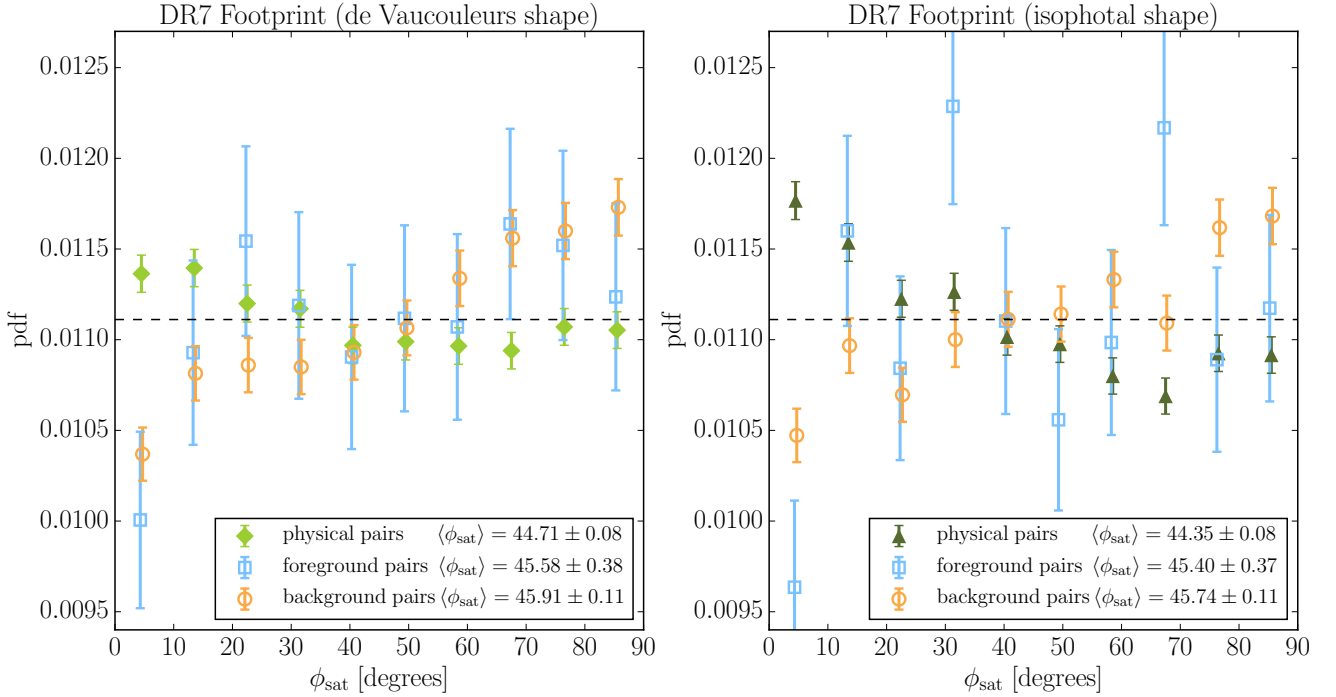 DR7 Footprint (de Vaucouleurs shape)
0.0125
0.0120
0.0115
0.0110
0.0105
0.0100
0.0095
pdf
0 10 20 30 40 50 60 70 80 90
ϕsat [degrees]
physical pairs ⟨ϕsat⟩ = 44.71 ± 0.08
foreground pairs ⟨ϕsat⟩ = 45.58 ± 0.38
background pairs ⟨ϕsat⟩ = 45.91 ± 0.11
DR7 Footprint (isophotal shape)
0.0125
0.0120
0.0115
0.0110
0.0105
0.0100
0.0095
pdf
0 10 20 30 40 50 60 70 80 90
ϕsat [degrees]
physical pairs ⟨ϕsat⟩ = 44.35 ± 0.08
foreground pairs ⟨ϕsat⟩ = 45.40 ± 0.37
background pairs ⟨ϕsat⟩ = 45.74 ± 0.11